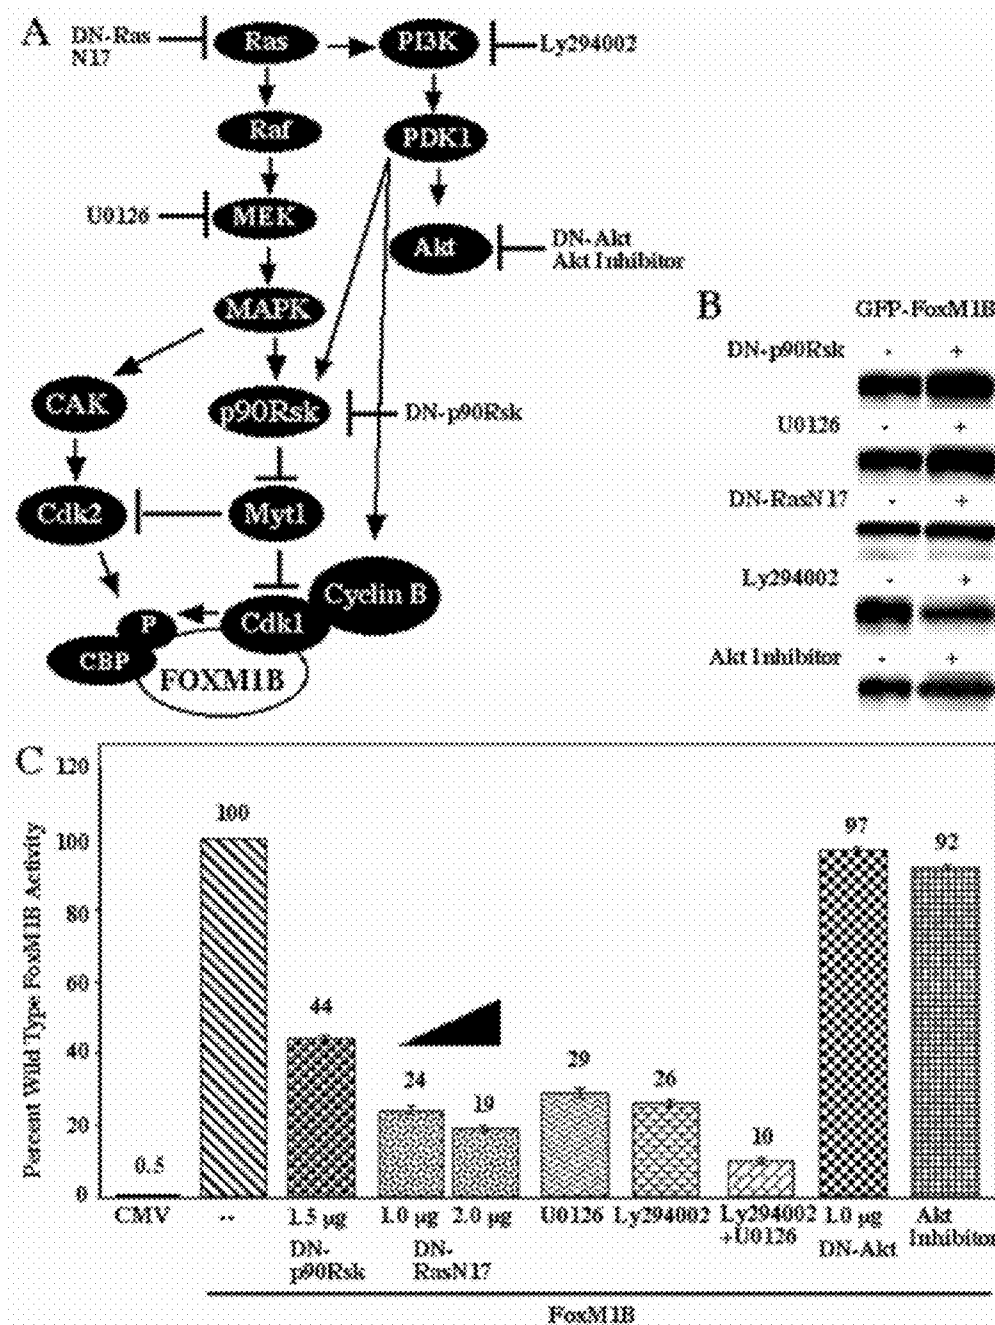 A
DN-Ras
N17
Ras
PI3K
Ly294002
Raf
PDK1
U0126
MEK
Akt
DN-Akt
Akt Inhibitor
MAPK
CAK
p90Rsk
DN-p90Rsk
Cdk2
Myt1
Cyclin B
P
Cdk1
CBP
FOXM1B
B
GFP-FoxM1B
DN-p90Rsk - +
U0126 - +
DN-RasN17 - +
Ly294002 - +
Akt Inhibitor - +
C
Percent Wild Type FoxM1B Activity
120
100
80
60
40
20
0
0.5
100
44
24
19
29
26
10
97
92
CMV -- 1.5 µg 1.0 µg 2.0 µg U0126 Ly294002 Ly294002 1.0 µg Akt
+U0126 Inhibitor
DN- DN- DN-Akt
p90Rsk RasN17
FoxM1B